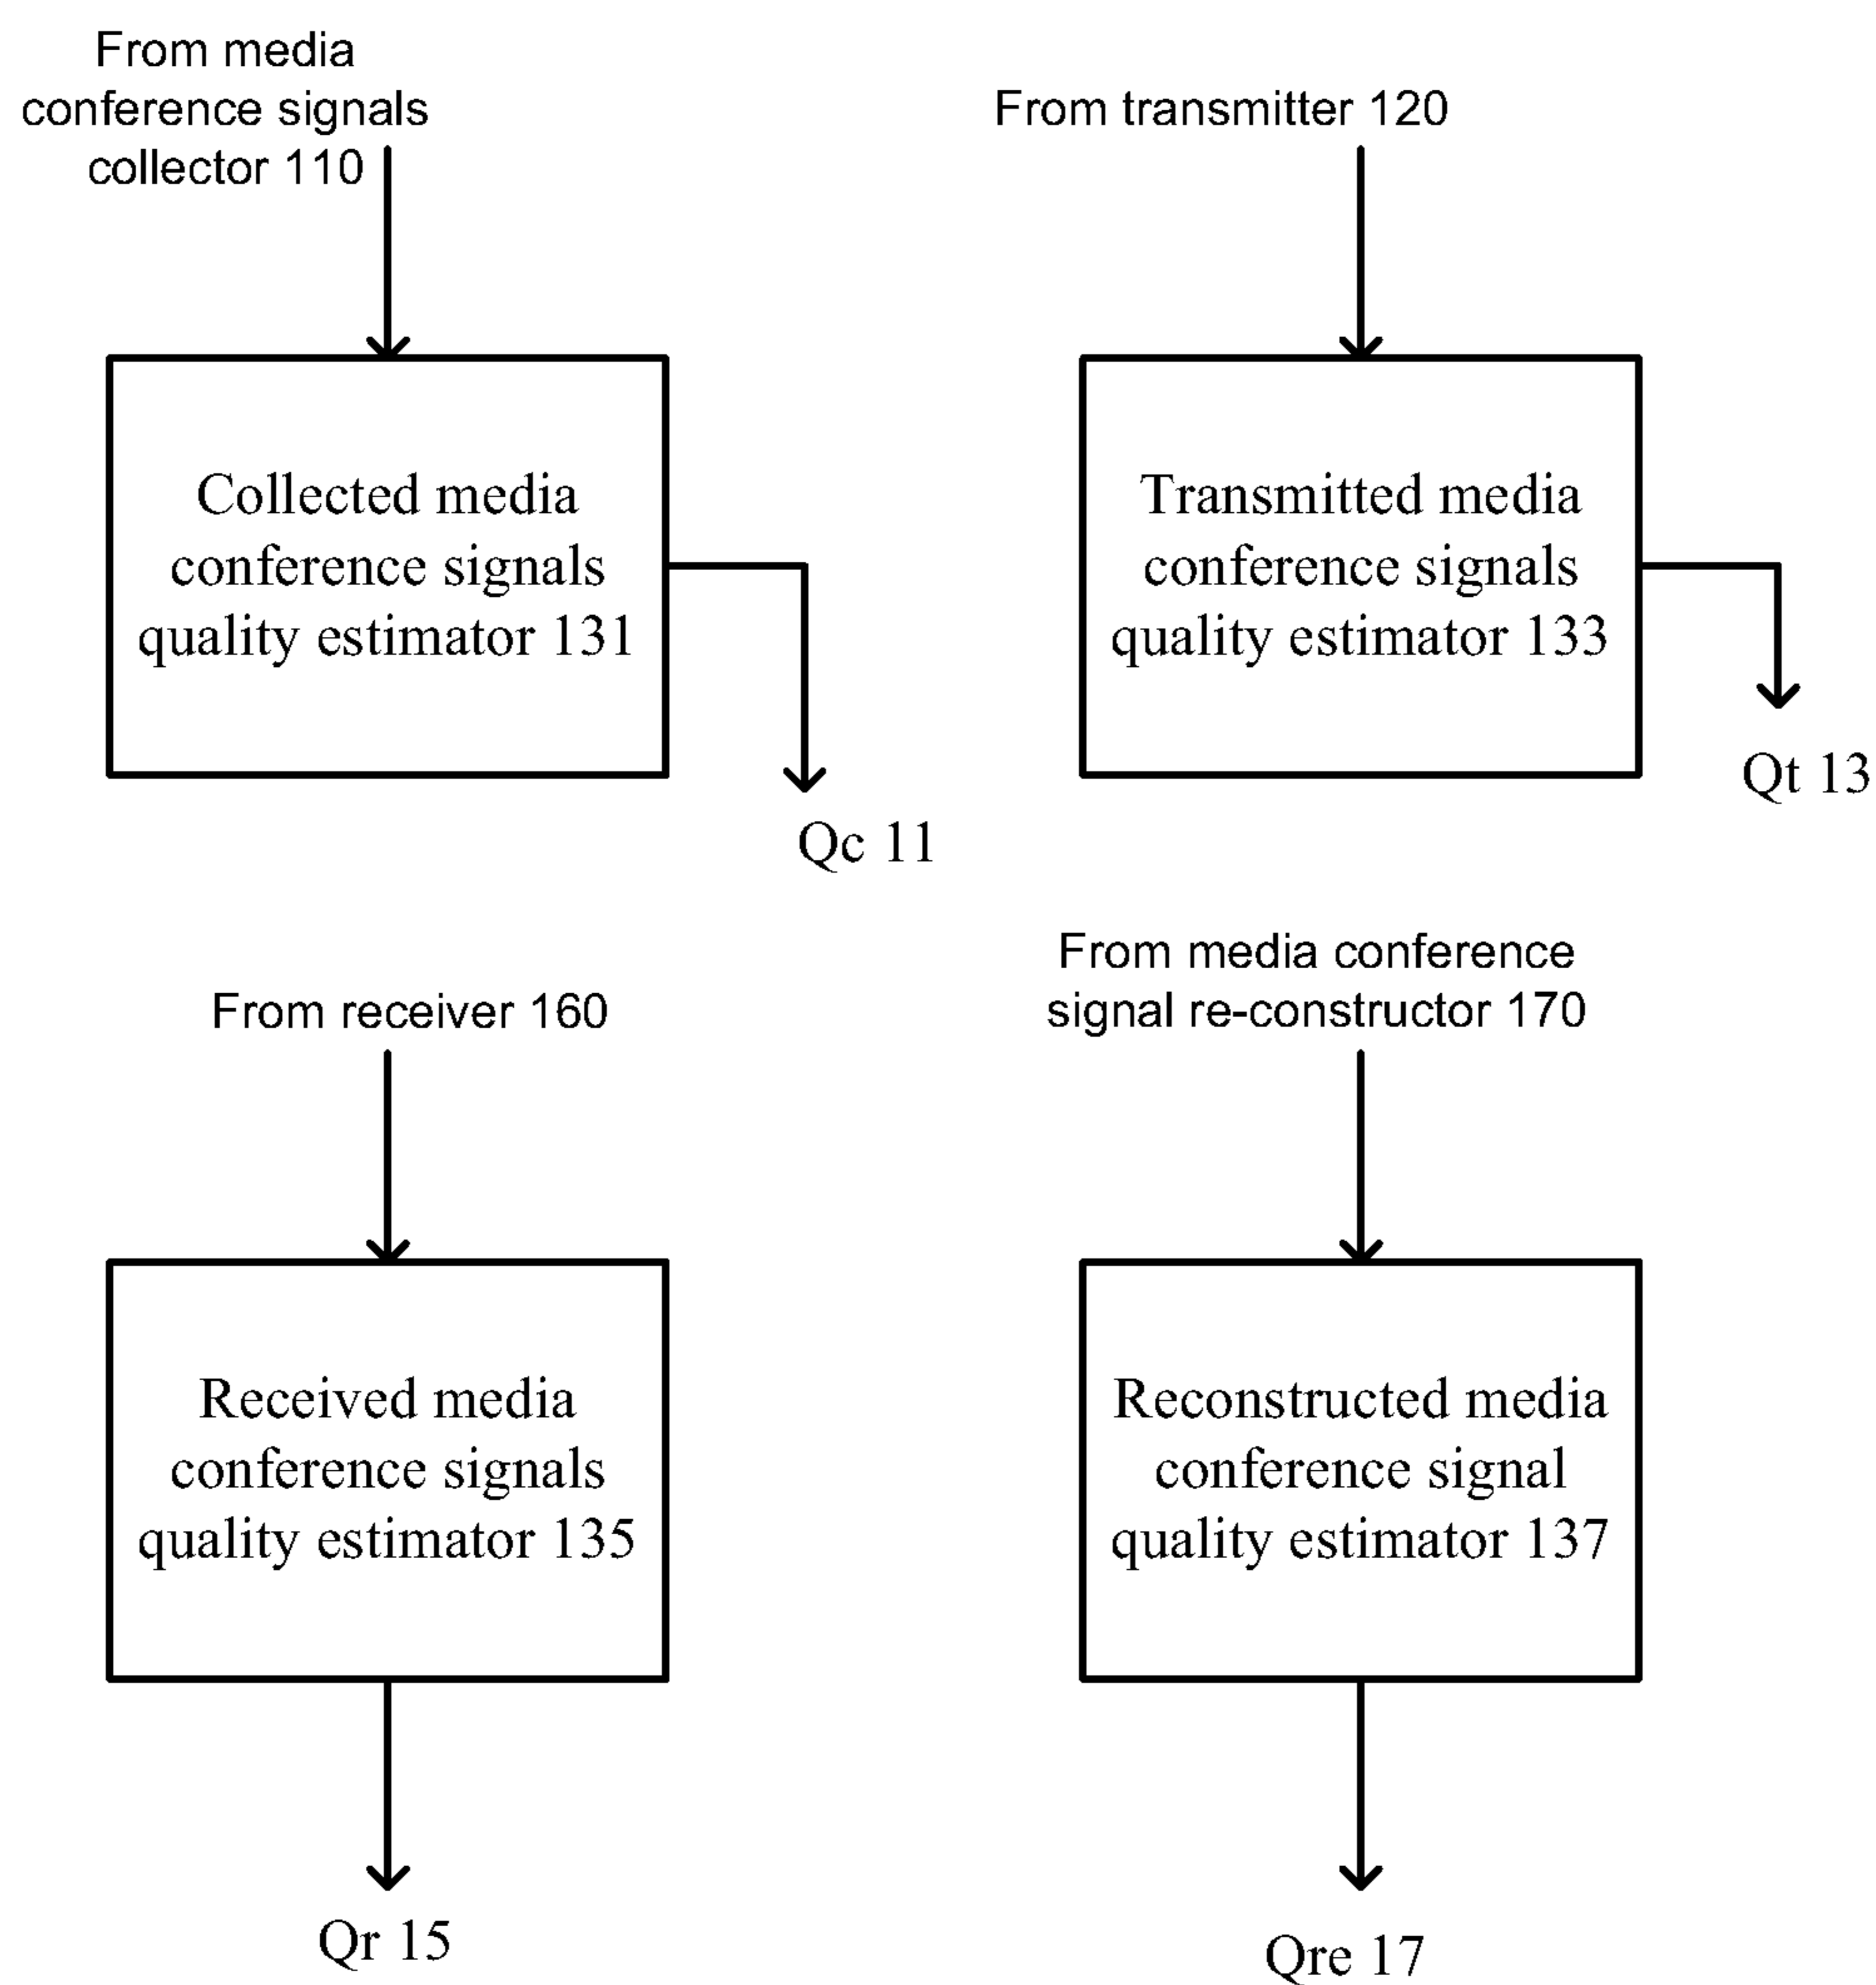 From media
conference signals
collector 110
From transmitter 120
Collected media
conference signals
quality estimator 131
Transmitted media
conference signals
quality estimator 133
Qc 11
Qt 13
From receiver 160
From media conference
signal re-constructor 170
Received media
conference signals
quality estimator 135
Reconstructed media
conference signal
quality estimator 137
Qr 15
Qre 17